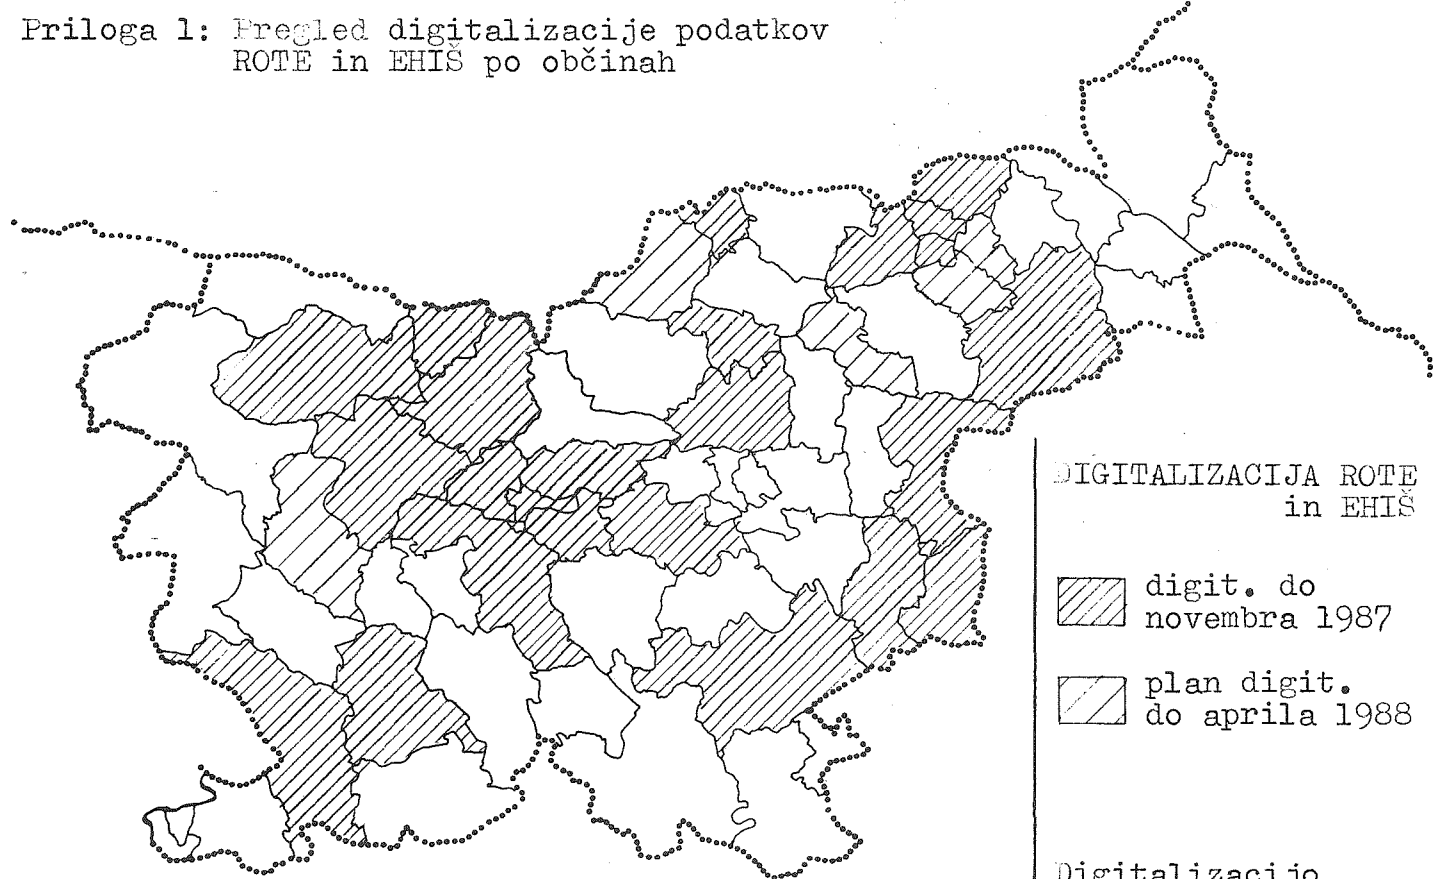 Priloga 1: Pregled digitalizacije podatkov
ROTE in EHIŠ po občinah
DIGITALIZACIJA ROTE
in EHIŠ
digit. do
novembra 1987
plan digit.
do aprila 1988
Digitalizacijo